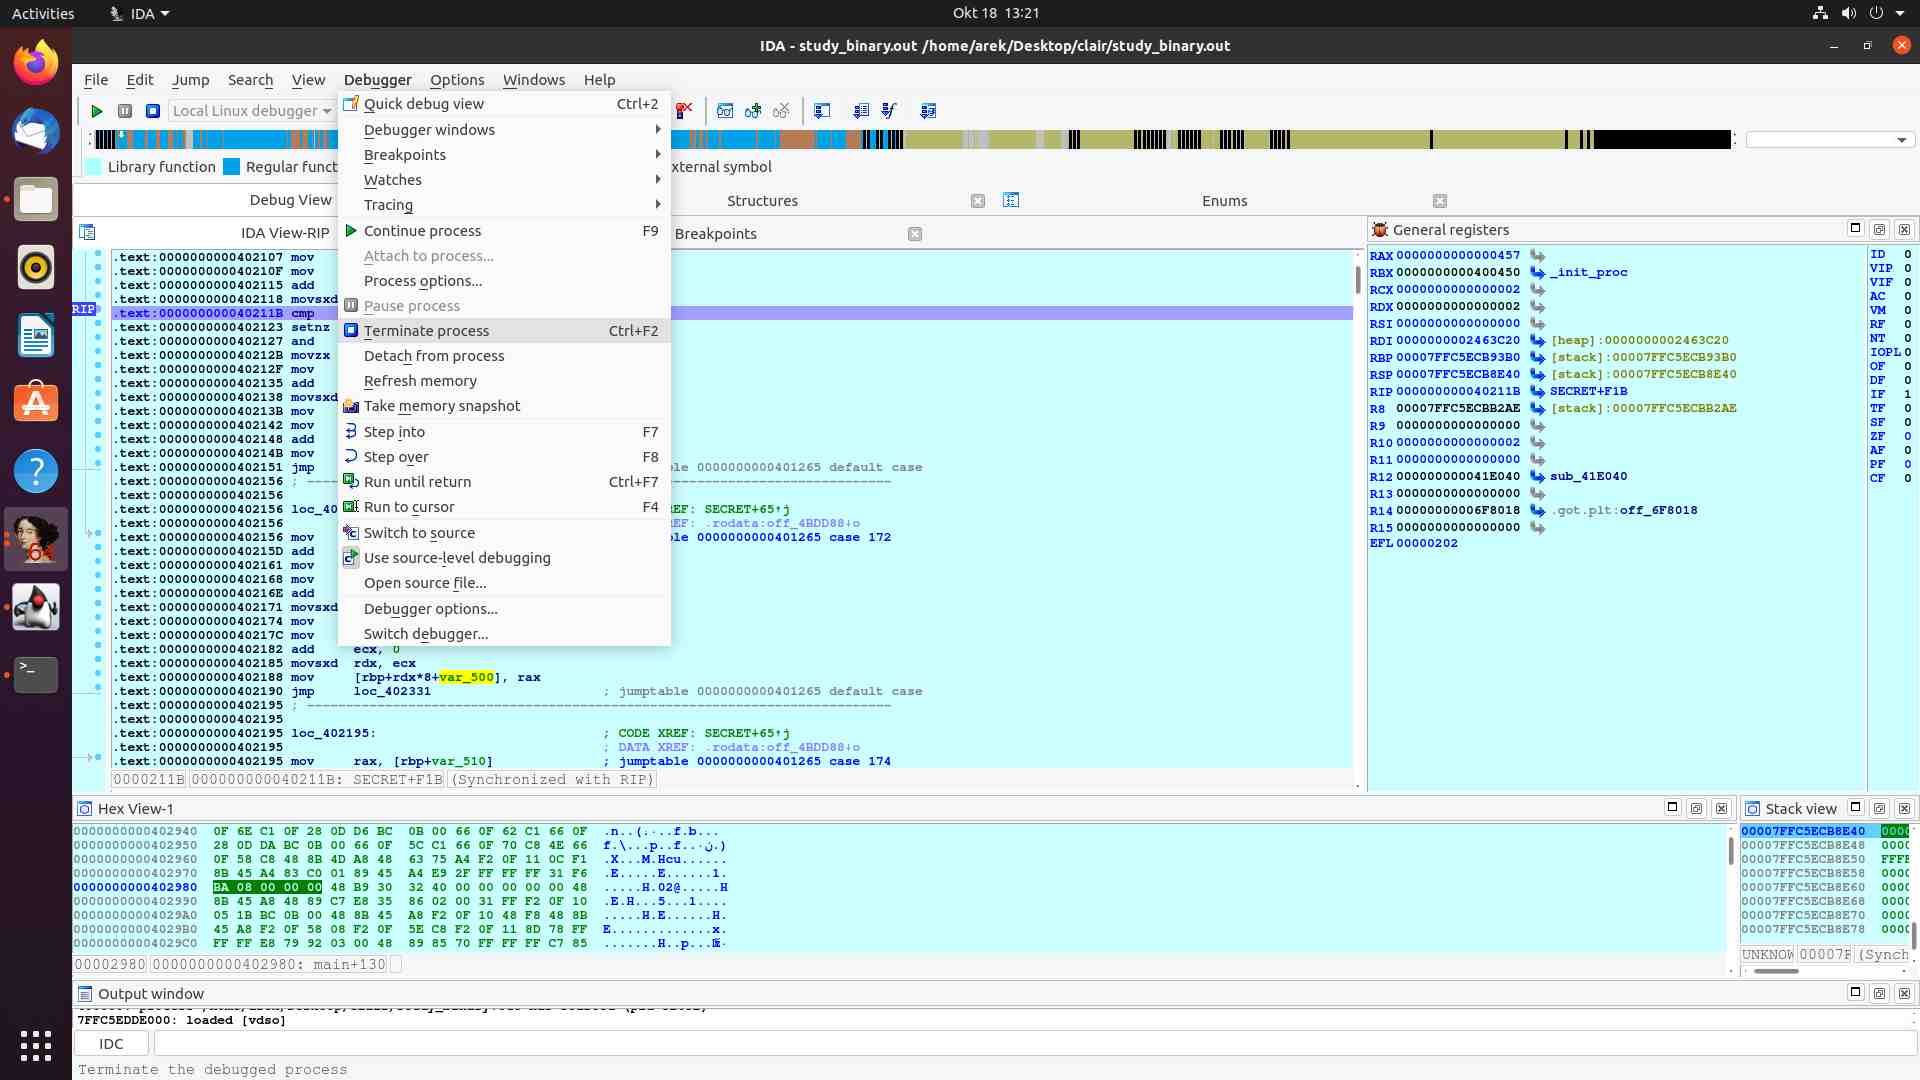 Activities
IDA
Okt 18 13:21
IDA - study_binary.out /home/arek/Desktop/clair/study_binary.out
File Edit Jump Search View Debugger Options Windows Help
Local Linux debugger
Library function Regular funct
xternal symbol
Debug View
Structures
Enums
IDA View-RIP
Breakpoints
Quick debug view Ctrl+2
Debugger windows
Breakpoints
Watches
Tracing
Continue process F9
Attach to process...
Process options...
Pause process
Terminate process Ctrl+F2
Detach from process
Refresh memory
Take memory snapshot
Step into F7
Step over F8
Run until return Ctrl+F7
Run to cursor F4
Switch to source
Use source-level debugging
Open source file...
Debugger options...
Switch debugger...
RIP
.text:0000000000402107 mov
.text:000000000040210F mov
.text:0000000000402115 add
.text:0000000000402118 movsxd
.text:000000000040211B cmp
.text:0000000000402123 setnz
.text:0000000000402127 and
.text:000000000040212B movzx
.text:000000000040212F mov
.text:0000000000402135 add
.text:0000000000402138 movsxd
.text:000000000040213B mov
.text:0000000000402142 mov
.text:0000000000402148 add
.text:000000000040214B mov
.text:0000000000402151 jmp le 0000000000401265 default case
.text:0000000000402156 ;
.text:0000000000402156
.text:0000000000402156 loc_40 EF: SECRET+65↑j
.text:0000000000402156 EF: .rodata:off_4BDD88↓o
.text:0000000000402156 mov le 0000000000401265 case 172
.text:000000000040215D add
.text:0000000000402161 mov
.text:0000000000402168 mov
.text:000000000040216E add
.text:0000000000402171 movsxd
.text:0000000000402174 mov
.text:000000000040217C mov
.text:0000000000402182 add ecx, 0
.text:0000000000402185 movsxd rdx, ecx
.text:0000000000402188 mov [rbp+rdx*8+var_500], rax
.text:0000000000402190 jmp loc_402331 ; jumptable 0000000000401265 default case
.text:0000000000402195 ;
.text:0000000000402195
.text:0000000000402195 loc_402195: ; CODE XREF: SECRET+65↑j
.text:0000000000402195 ; DATA XREF: .rodata:off_4BDD88↓o
.text:0000000000402195 mov rax, [rbp+var_510] ; jumptable 0000000000401265 case 174
0000211B 000000000040211B: SECRET+F1B (Synchronized with RIP)
General registers
RAX 0000000000000457
RBX 0000000000400450 _init_proc
RCX 0000000000000002
RDX 0000000000000002
RSI 0000000000000000
RDI 0000000002463C20 [heap]:0000000002463C20
RBP 00007FFC5ECB93B0 [stack]:00007FFC5ECB93B0
RSP 00007FFC5ECB8E40 [stack]:00007FFC5ECB8E40
RIP 000000000040211B SECRET+F1B
R8 00007FFC5ECBB2AE [stack]:00007FFC5ECBB2AE
R9 0000000000000000
R10 0000000000000002
R11 0000000000000000
R12 000000000041E040 sub_41E040
R13 0000000000000000
R14 00000000006F8018 .got.plt:off_6F8018
R15 0000000000000000
EFL 00000202
ID 0
VIP 0
VIF 0
AC 0
VM 0
RF 0
NT 0
IOPL 0
OF 0
DF 0
IF 1
TF 0
SF 0
ZF 0
AF 0
PF 0
CF 0
Hex View-1
0000000000402940 0F 6E C1 0F 28 0D D6 BC 0B 00 66 0F 62 C1 66 0F
0000000000402950 28 0D DA BC 0B 00 66 0F 5C C1 66 0F 70 C8 4E 66
0000000000402960 0F 58 C8 48 8B 4D A8 48 63 75 A4 F2 0F 11 0C F1 .X...M.Hcu......
0000000000402970 8B 45 A4 83 C0 01 89 45 A4 E9 2F FF FF FF 31 F6
0000000000402980 BA 08 00 00 00 48 B9 30 32 40 00 00 00 00 00 48 .....H.02@.....H
0000000000402990 8B 45 A8 48 89 C7 E8 35 86 02 00 31 FF F2 0F 10 .E.H...5...1....
00000000004029A0 05 1B BC 0B 00 48 8B 45 A8 F2 0F 10 48 F8 48 8B .....H.E....H.
00000000004029B0 45 A8 F2 0F 58 08 F2 0F 5E C8 F2 0F 11 8D 78 FF
00000000004029C0 FF FF E8 79 92 03 00 48 89 85 70 FF FF FF C7 85
00002980 0000000000402980: main+130
Stack view
00007FFC5ECB8E40 000
00007FFC5ECB8E48 0000
00007FFC5ECB8E50 FFFF
00007FFC5ECB8E58 0000
00007FFC5ECB8E60 0000
00007FFC5ECB8E68 0000
00007FFC5ECB8E70 0000
00007FFC5ECB8E78 0000
UNKNOW 00007F (Synch
Output window
7FFC5EDDE000: loaded [vdso]
IDC
Terminate the debugged process